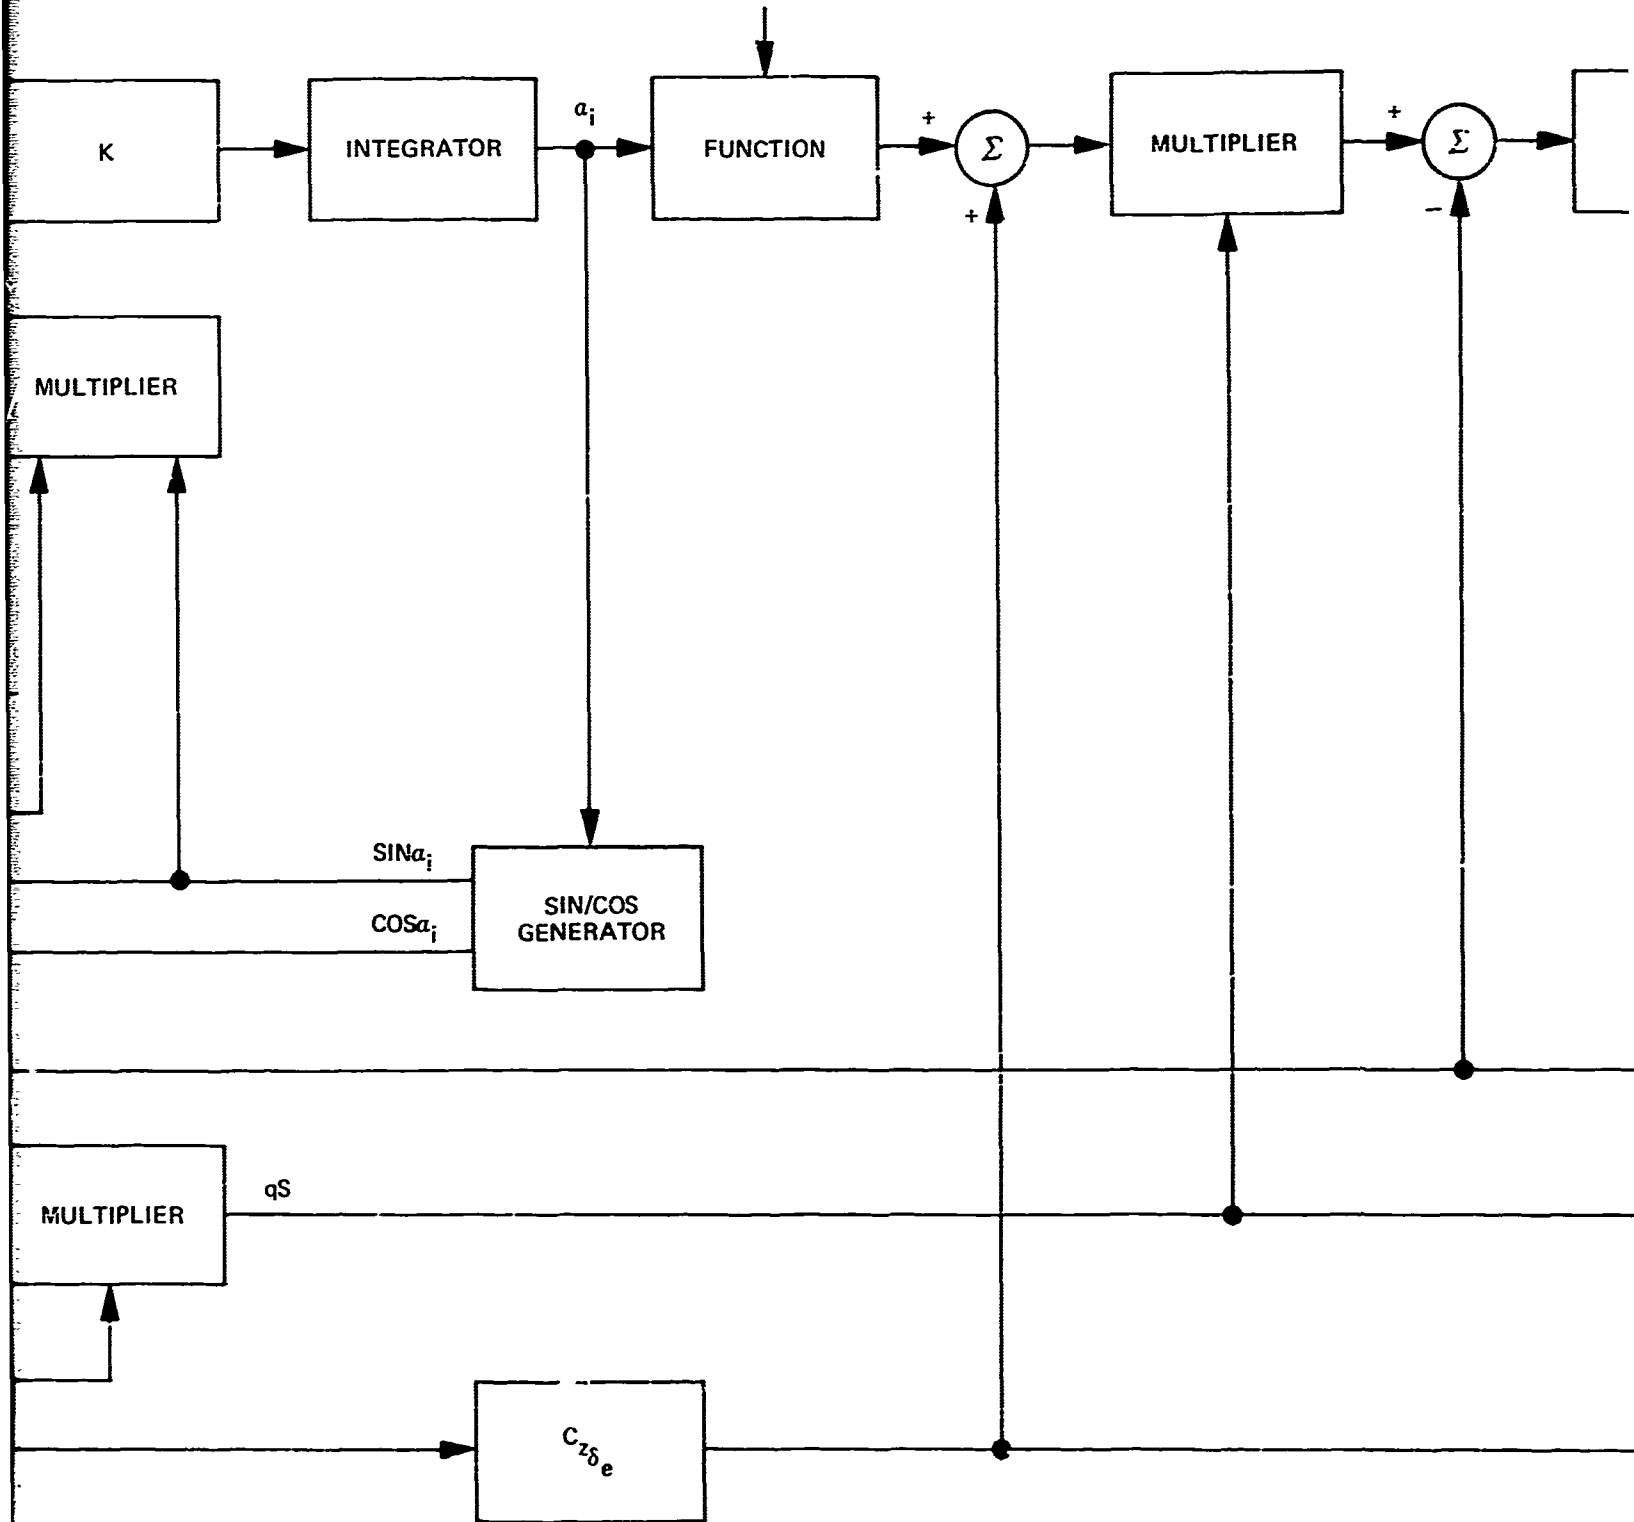 K
INTEGRATOR
αi
FUNCTION
+
+
Σ
MULTIPLIER
+
−
Σ
MULTIPLIER
SINαi
COSαi
SIN/COS
GENERATOR
MULTIPLIER
qS
Czδe